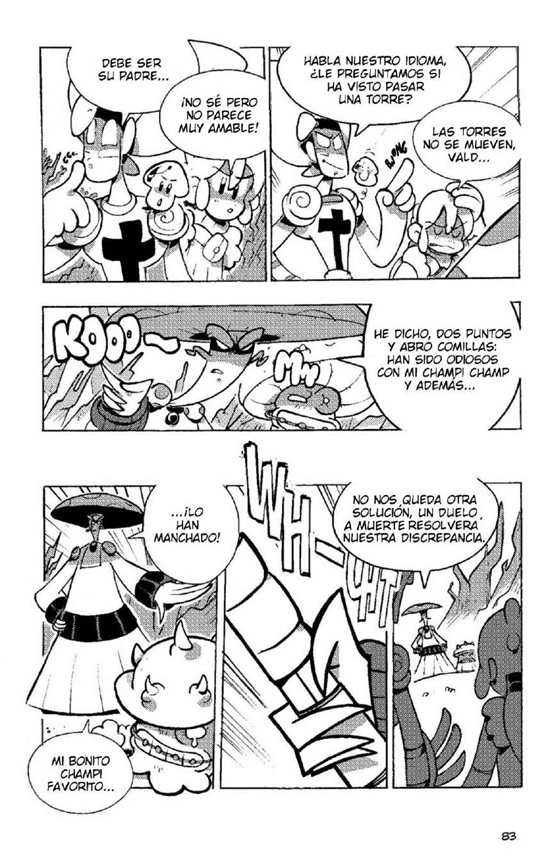 DEBE SER
SU PADRE...
¡NO SÉ PERO
NO PARECE
MUY AMABLE!
HABLA NUESTRO IDIOMA,
¿LE PREGUNTAMOS SI
HA VISTO PASAR
UNA TORRE?
BONG
LAS TORRES
NO SE MUEVEN,
VALD...
KOOO~
MW
HE DICHO, DOS PUNTOS
Y ABRO COMILLAS:
HAN SIDO ODIOSOS
CON MI CHAMPI CHAMP
Y ADEMÁS...
...¡LO
HAN
MANCHADO!
MI BONITO
CHAMPI
FAVORITO...
WH-
UHIT
NO NOS QUEDA OTRA
SOLUCIÓN, UN DUELO
A MUERTE RESOLVERA
NUESTRA DISCREPANCIA.
83